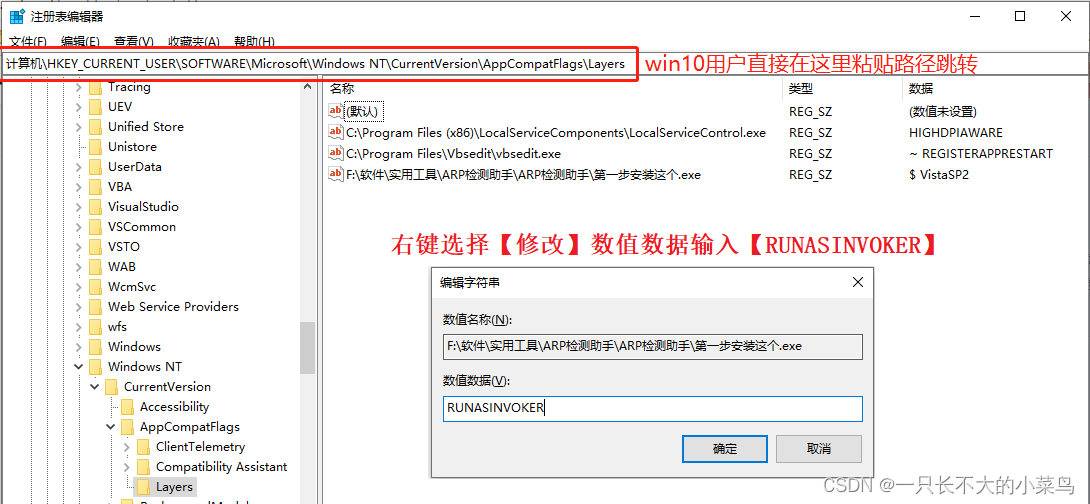 注册表编辑器
文件(F) 编辑(E) 查看(V) 收藏夹(A) 帮助(H)
计算机\HKEY_CURRENT_USER\SOFTWARE\Microsoft\Windows NT\CurrentVersion\AppCompatFlags\Layers
win10用户直接在这里粘贴路径跳转
Tracing
UEV
Unified Store
Unistore
UserData
VBA
VisualStudio
VSCommon
VSTO
WAB
WcmSvc
Web Service Providers
wfs
Windows
Windows NT
CurrentVersion
Accessibility
AppCompatFlags
ClientTelemetry
Compatibility Assistant
Layers
名称 类型 数据
ab (默认) REG_SZ (数值未设置)
ab C:\Program Files (x86)\LocalServiceComponents\LocalServiceControl.exe REG_SZ HIGHDPIAWARE
ab C:\Program Files\Vbsedit\vbsedit.exe REG_SZ ~ REGISTERAPPRESTART
ab F:\软件\实用工具\ARP检测助手\ARP检测助手\第一步安装这个.exe REG_SZ $ VistaSP2
右键选择【修改】数值数据输入【RUNASINVOKER】
编辑字符串
数值名称(N):
F:\软件\实用工具\ARP检测助手\ARP检测助手\第一步安装这个.exe
数值数据(V):
RUNASINVOKER
确定 取消
CSDN @一只长不大的小菜鸟